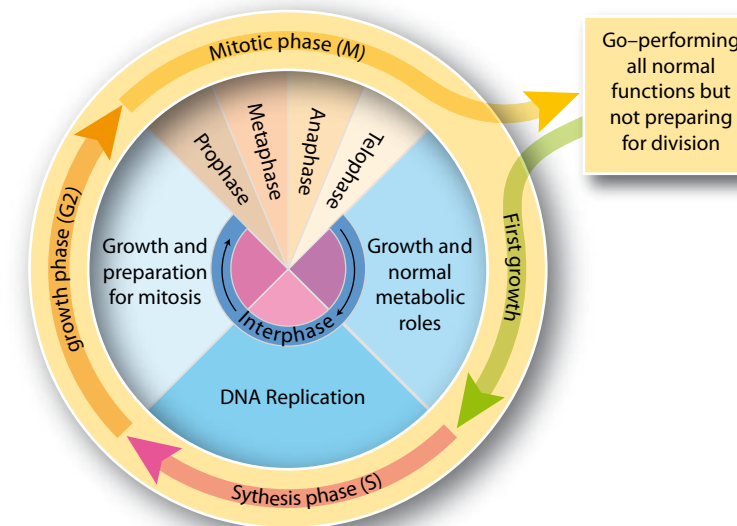 Mitotic phase (M)
Go–performing
all normal
functions but
not preparing
for division
Prophase
Metaphase
Anaphase
Telophase
growth phase (G2)
Growth and
preparation
for mitosis
Growth and
normal
metabolic
roles
First growth
Interphase
DNA Replication
Sythesis phase (S)